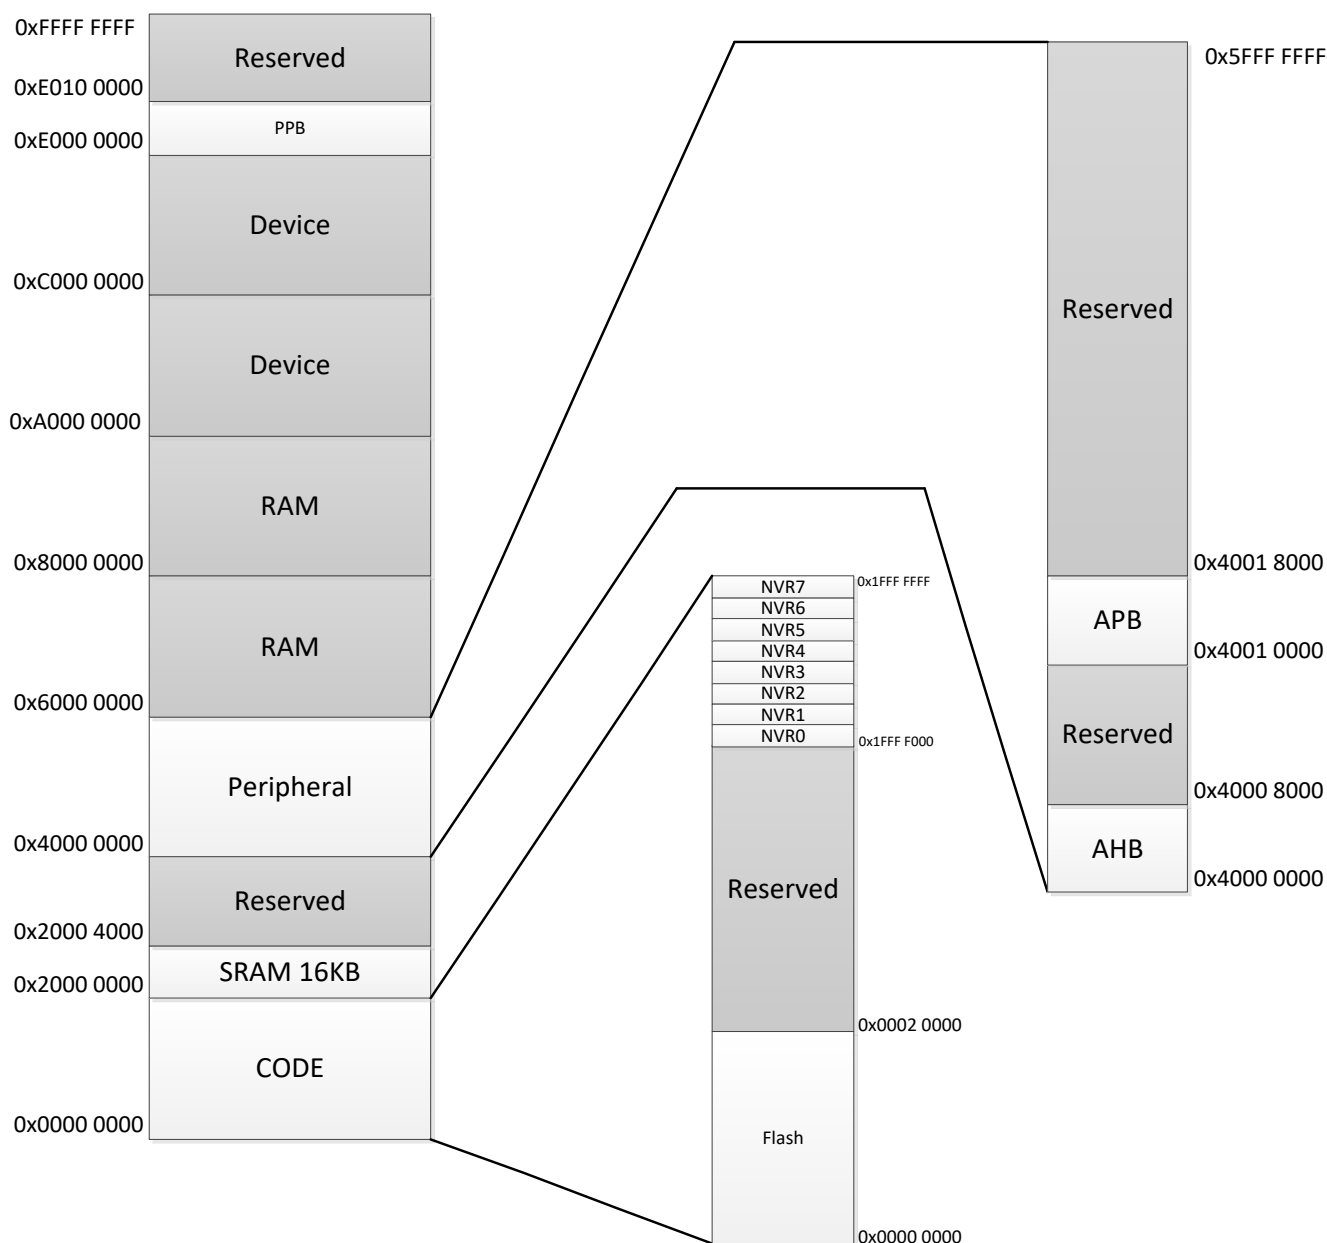 0xFFFF FFFF
Reserved
0xE010 0000
PPB
0xE000 0000
Device
0xC000 0000
Device
0xA000 0000
RAM
0x8000 0000
RAM
0x6000 0000
Peripheral
0x4000 0000
Reserved
0x2000 4000
SRAM 16KB
0x2000 0000
CODE
0x0000 0000
NVR7
0x1FFF FFFF
NVR6
NVR5
NVR4
NVR3
NVR2
NVR1
NVR0
0x1FFF F000
Reserved
0x0002 0000
Flash
0x0000 0000
0x5FFF FFFF
Reserved
0x4001 8000
APB
0x4001 0000
Reserved
0x4000 8000
AHB
0x4000 0000